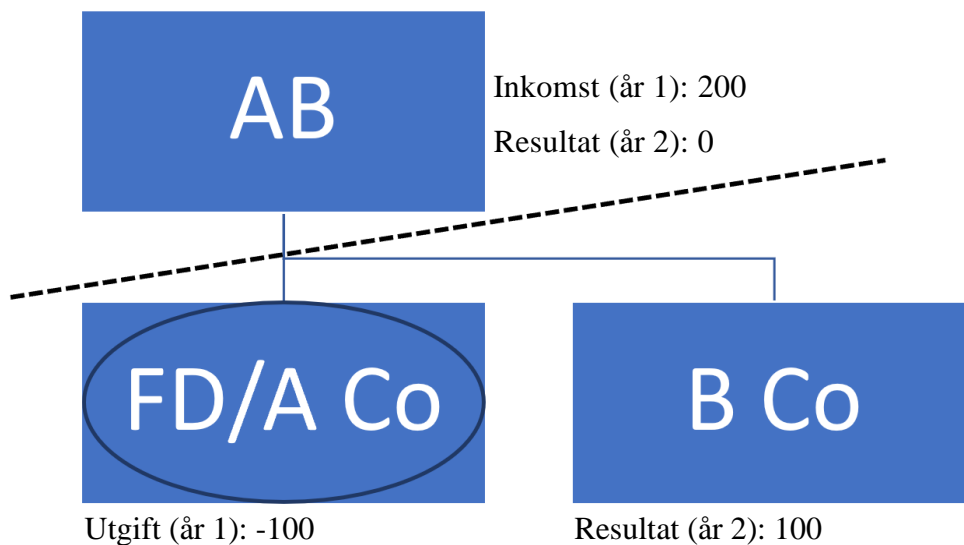 AB
Inkomst (år 1): 200
Resultat (år 2): 0
FD/A Co
B Co
Utgift (år 1): -100
Resultat (år 2): 100